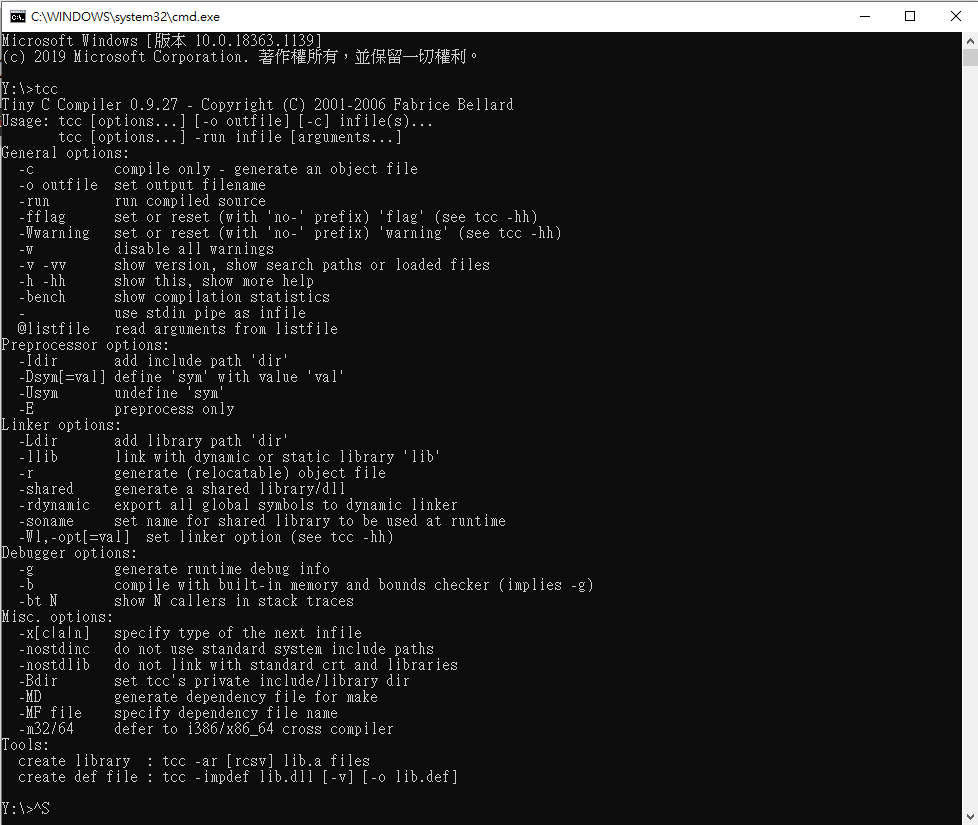 C:\WINDOWS\system32\cmd.exe
Microsoft Windows [版本 10.0.18363.1139]
(c) 2019 Microsoft Corporation. 著作權所有，並保留一切權利。
Y:\>tcc
Tiny C Compiler 0.9.27 - Copyright (C) 2001-2006 Fabrice Bellard
Usage: tcc [options...] [-o outfile] [-c] infile(s)...
       tcc [options...] -run infile [arguments...]
General options:
  -c          compile only - generate an object file
  -o outfile  set output filename
  -run        run compiled source
  -fflag      set or reset (with 'no-' prefix) 'flag' (see tcc -hh)
  -Wwarning   set or reset (with 'no-' prefix) 'warning' (see tcc -hh)
  -w          disable all warnings
  -v -vv      show version, show search paths or loaded files
  -h -hh      show this, show more help
  -bench      show compilation statistics
  -           use stdin pipe as infile
  @listfile   read arguments from listfile
Preprocessor options:
  -Idir       add include path 'dir'
  -Dsym[=val] define 'sym' with value 'val'
  -Usym       undefine 'sym'
  -E          preprocess only
Linker options:
  -Ldir       add library path 'dir'
  -llib       link with dynamic or static library 'lib'
  -r          generate (relocatable) object file
  -shared     generate a shared library/dll
  -rdynamic   export all global symbols to dynamic linker
  -soname     set name for shared library to be used at runtime
  -Wl,-opt[=val]  set linker option (see tcc -hh)
Debugger options:
  -g          generate runtime debug info
  -b          compile with built-in memory and bounds checker (implies -g)
  -bt N       show N callers in stack traces
Misc. options:
  -x[c|a|n]   specify type of the next infile
  -nostdinc   do not use standard system include paths
  -nostdlib   do not link with standard crt and libraries
  -Bdir       set tcc's private include/library dir
  -MD         generate dependency file for make
  -MF file    specify dependency file name
  -m32/64     defer to i386/x86_64 cross compiler
Tools:
  create library  : tcc -ar [rcsv] lib.a files
  create def file : tcc -impdef lib.dll [-v] [-o lib.def]
Y:\>^S